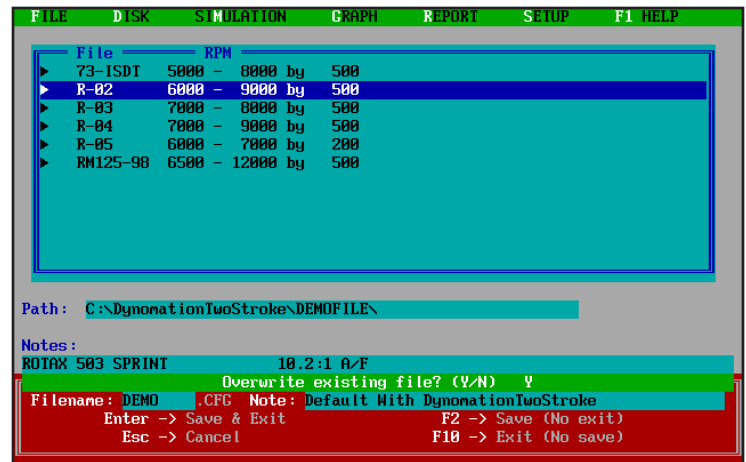 FILE DISK SIMULATION GRAPH REPORT SETUP F1 HELP
File RPM
73-ISDT 5000 - 8000 by 500
R-02 6000 - 9000 by 500
R-03 7000 - 8000 by 500
R-04 7000 - 9000 by 500
R-05 6000 - 7000 by 200
RM125-98 6500 - 12000 by 500
Path: C:\DynomationTwoStroke\DEMOFILE\
Notes:
ROTAX 503 SPRINT 10.2:1 A/F
Overwrite existing file? (Y/N) Y
Filename: DEMO .CFG Note: Default With DynomationTwoStroke
Enter -> Save & Exit F2 -> Save (No exit)
Esc -> Cancel F10 -> Exit (No save)